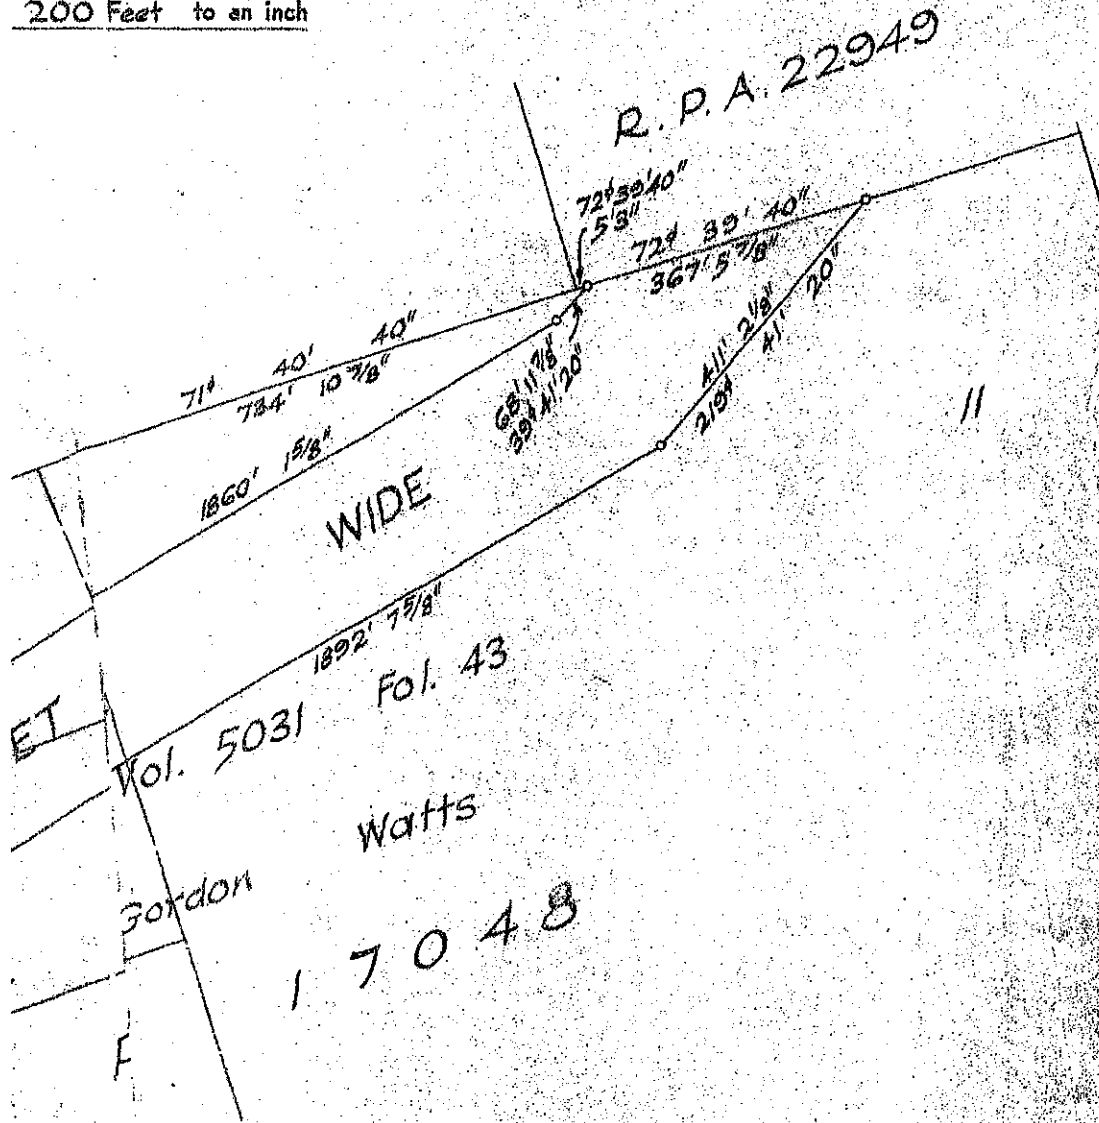 200 Feet to an inch
R. P. A. 22949
72° 39' 40"
5' 3"
72° 39' 40"
367' 5 7/8"
71° 40' 40"
734' 10 7/8"
68' 11 7/8"
39° 41' 20"
411' 2 1/8"
219° 41' 20"
11
1860' 1 5/8"
WIDE
1892' 7 5/8"
ET
Vol. 5031 Fol. 43
Gordon Watts
17048
F